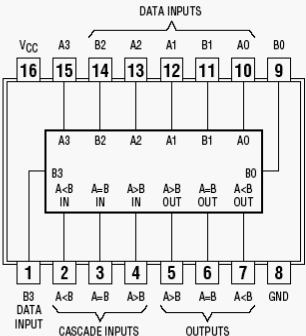 DATA INPUTS
VCC A3 B2 A2 A1 B1 A0 B0
16 15 14 13 12 11 10 9
A3 B2 A2 A1 B1 A0
B3 B0
A<B A=B A>B A>B A=B A<B
IN IN IN OUT OUT OUT
1 2 3 4 5 6 7 8
B3 A<B A=B A>B A>B A=B A<B GND
DATA
INPUT
CASCADE INPUTS OUTPUTS